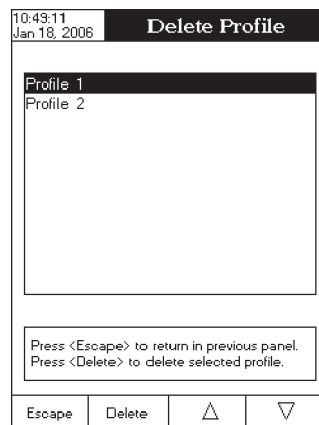 10:49:11
Jan 18, 2006
Delete Profile
Profile 1
Profile 2
Press <Escape> to return in previous panel.
Press <Delete> to delete selected profile.
Escape Delete △ ▽